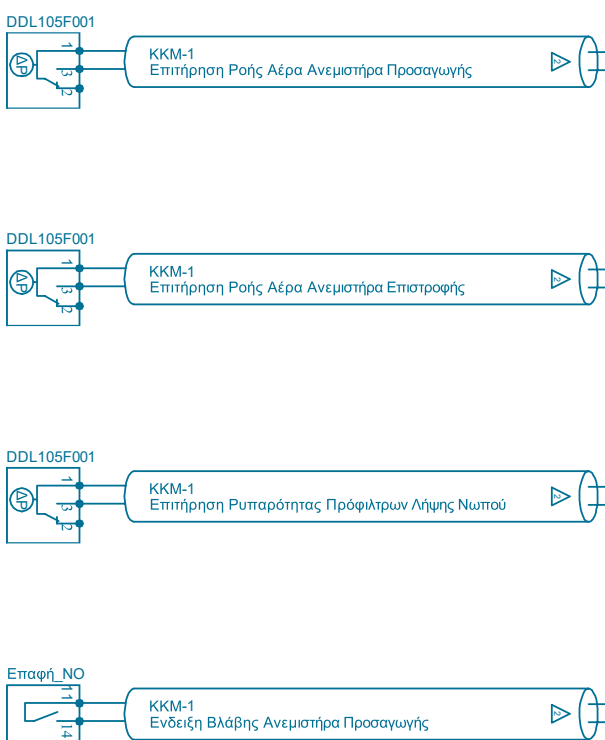 DDL105F001
1
3
2
ΔP
KKM-1
Επιτήρηση Ροής Αέρα Ανεμιστήρα Προσαγωγής
2
DDL105F001
1
3
2
ΔP
KKM-1
Επιτήρηση Ροής Αέρα Ανεμιστήρα Επιστροφής
2
DDL105F001
1
3
2
ΔP
KKM-1
Επιτήρηση Ρυπαρότητας Πρόφιλτρων Λήψης Νωπού
2
Επαφή_NO
11
14
KKM-1
Ενδειξη Βλάβης Ανεμιστήρα Προσαγωγής
2